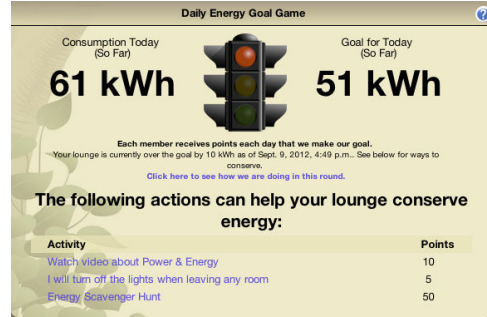 Daily Energy Goal Game
?
Consumption Today
(So Far)
61 kWh
Goal for Today
(So Far)
51 kWh
Each member receives points each day that we make our goal.
Your lounge is currently over the goal by 10 kWh as of Sept. 9, 2012, 4:49 p.m.. See below for ways to
conserve.
Click here to see how we are doing in this round.
The following actions can help your lounge conserve
energy:
Activity Points
Watch video about Power & Energy 10
I will turn off the lights when leaving any room 5
Energy Scavenger Hunt 50